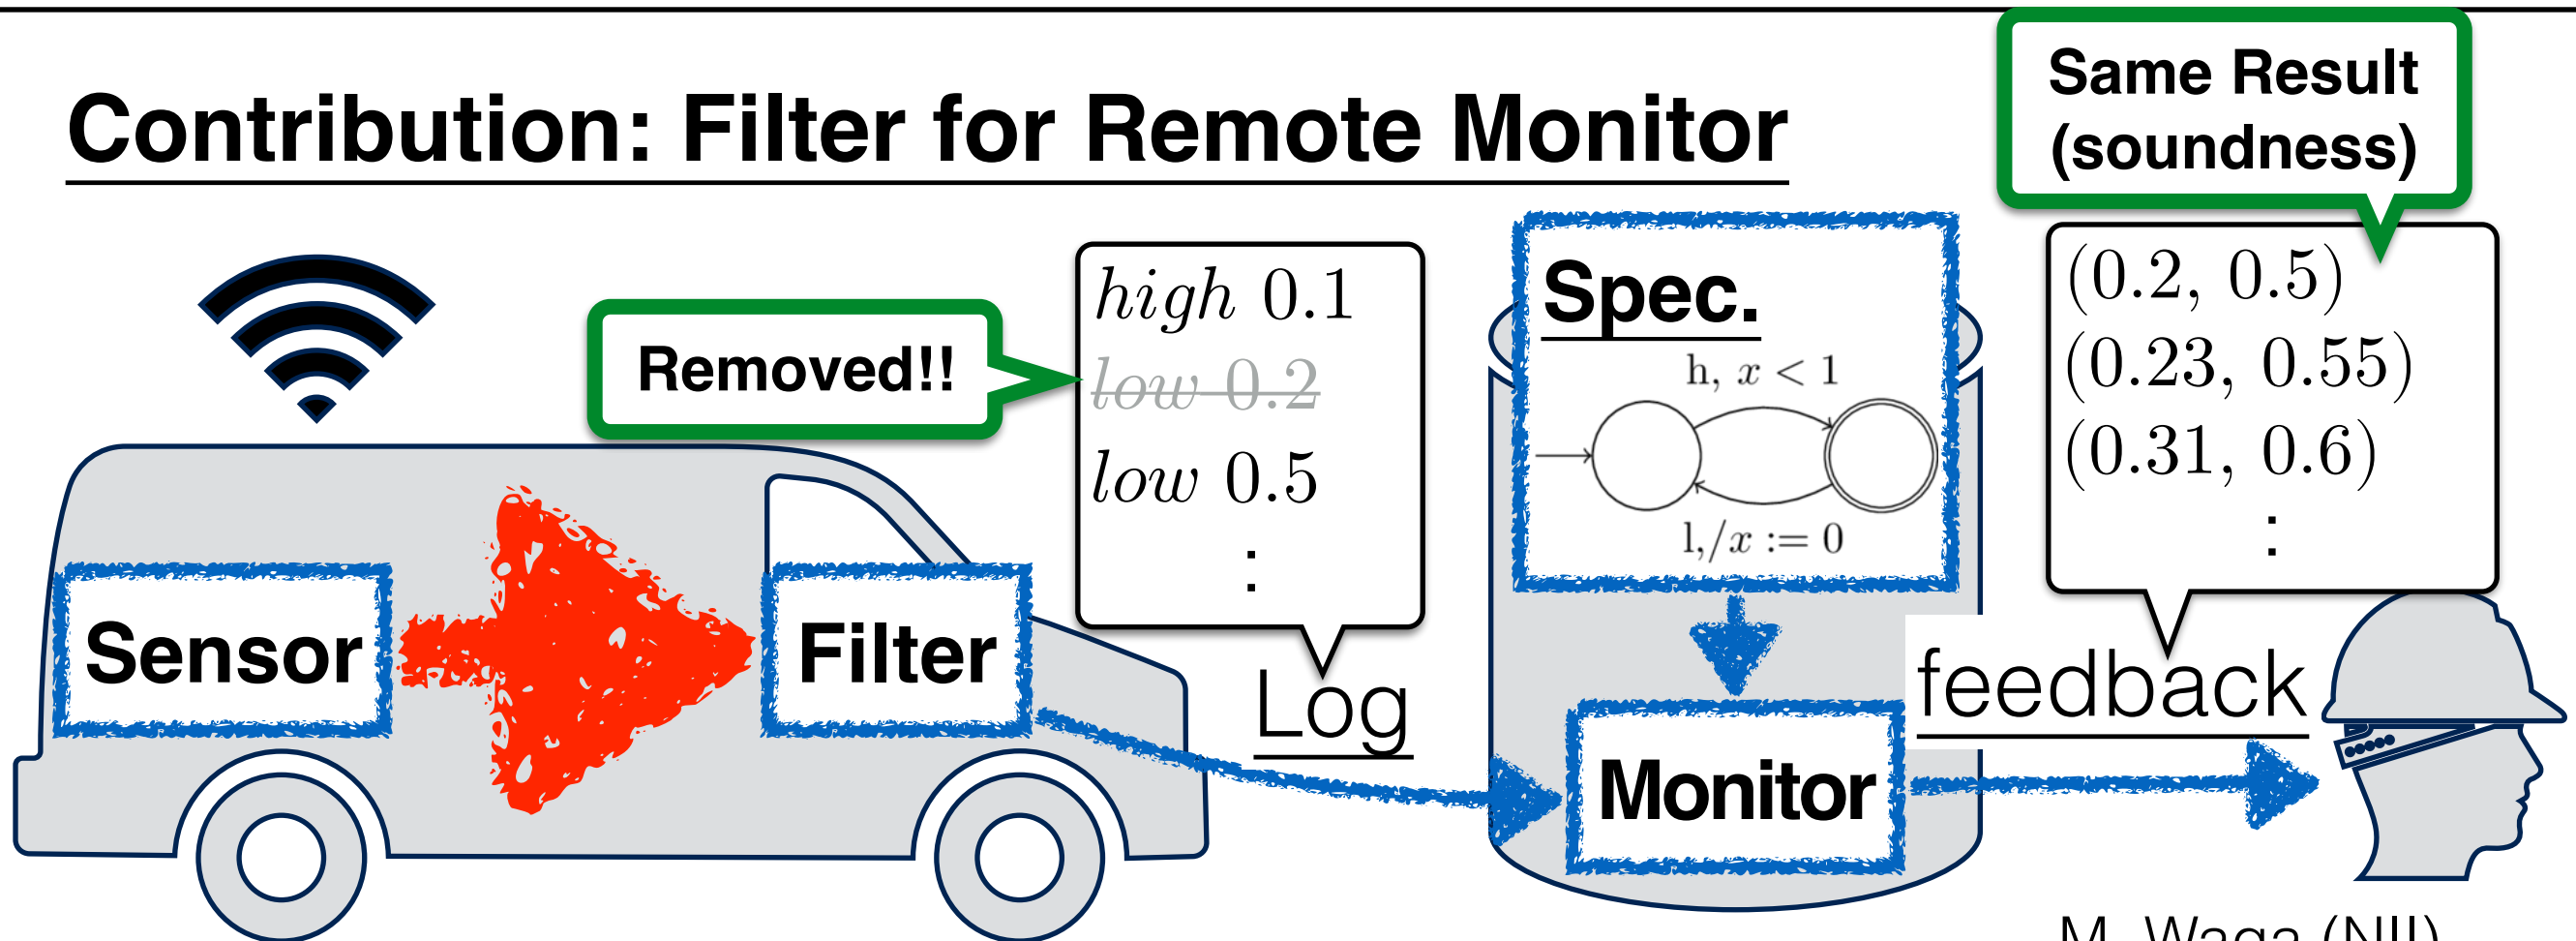 Contribution: Filter for Remote Monitor
Same Result
(soundness)
Removed!!
high 0.1
low 0.2
low 0.5
:
Spec.
h, x < 1
l,/x := 0
(0.2, 0.5)
(0.23, 0.55)
(0.31, 0.6)
:
Sensor
Filter
Log
Monitor
feedback
M. Waga (NII)